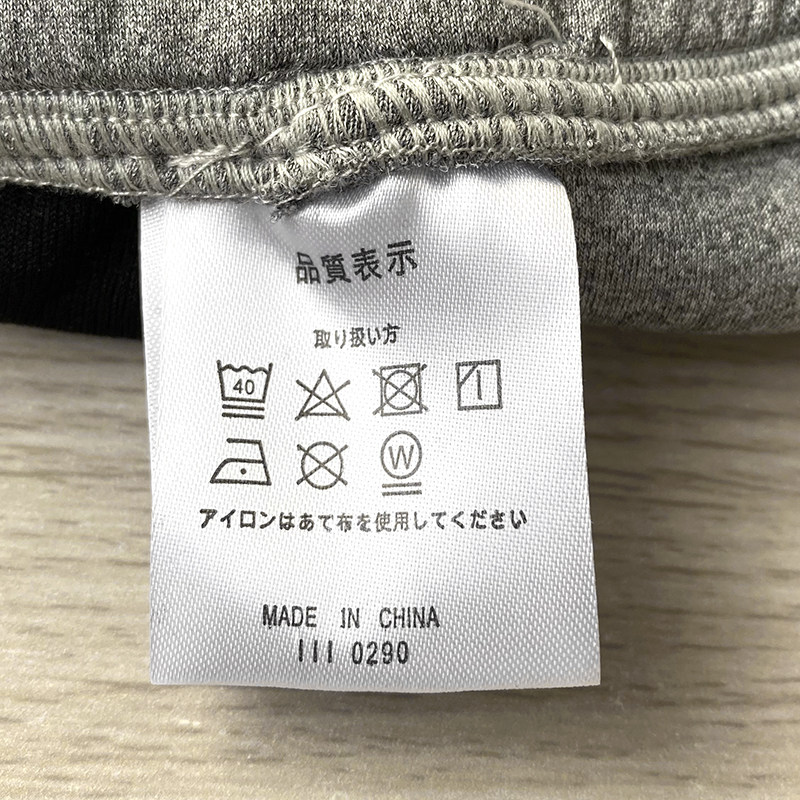 品質表示
取り扱い方
40
W
アイロンはあて布を使用してください
MADE IN CHINA
III 0290